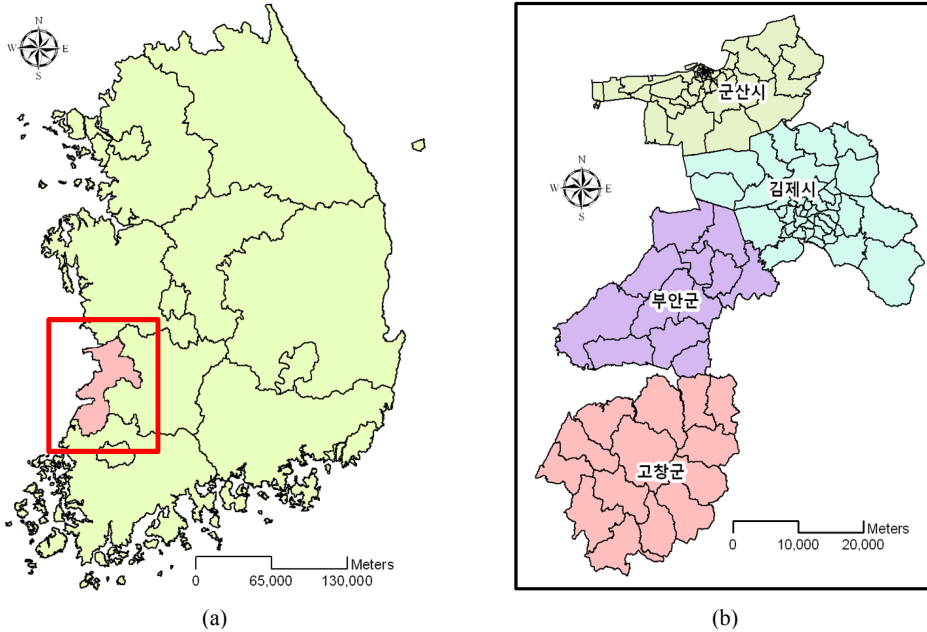 N
W E
S
Meters
0 65,000 130,000
(a)
군산시
N
W E
S
김제시
부안군
고창군
Meters
0 10,000 20,000
(b)